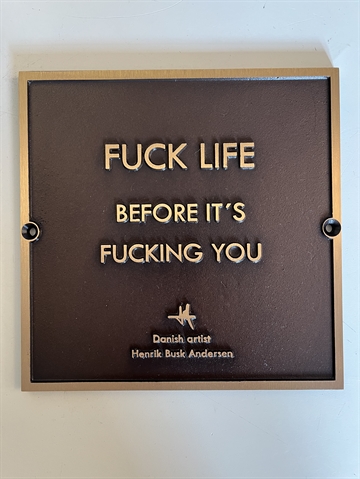 FUCK LIFE
BEFORE IT´S
FUCKING YOU
Danish artist
Henrik Busk Andersen